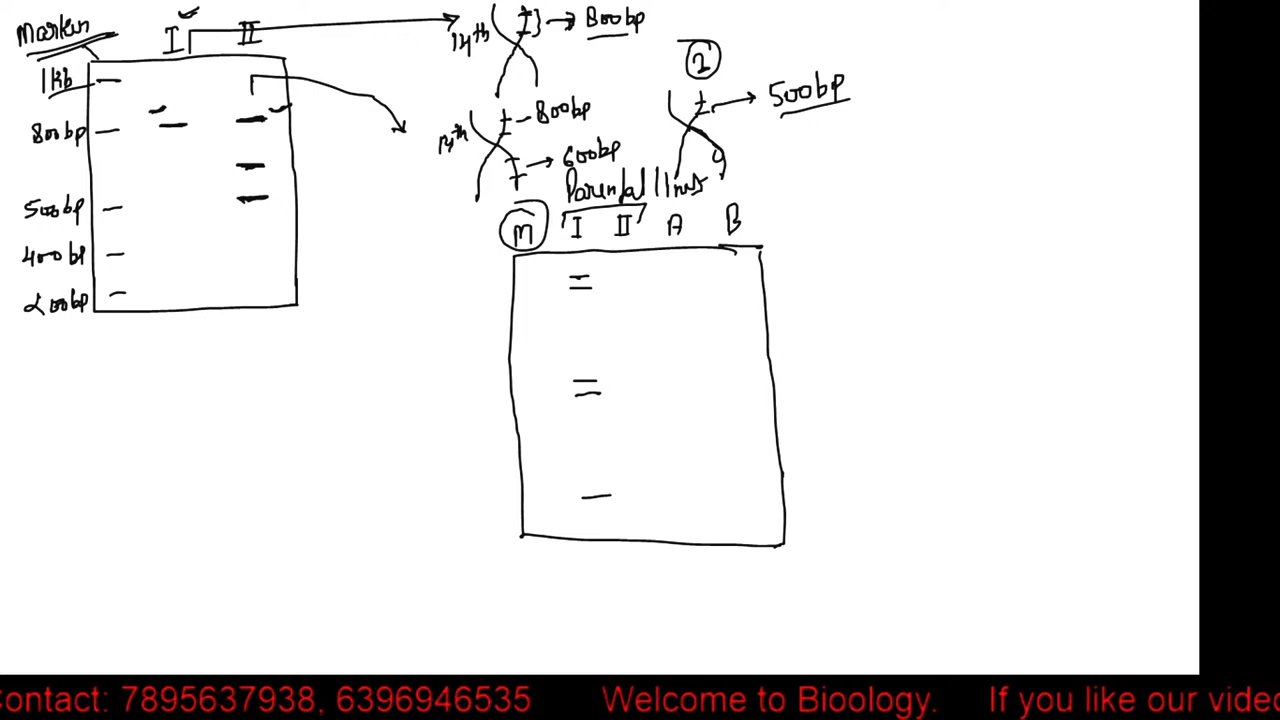 Marker
I II
1kb
800bp
500bp
400bp
200bp
14th I → 800bp
14th 800bp
600bp
1
500bp
Parental lines
M I II A B
Contact: 7895637938, 6396946535 Welcome to Bioology. If you like our video